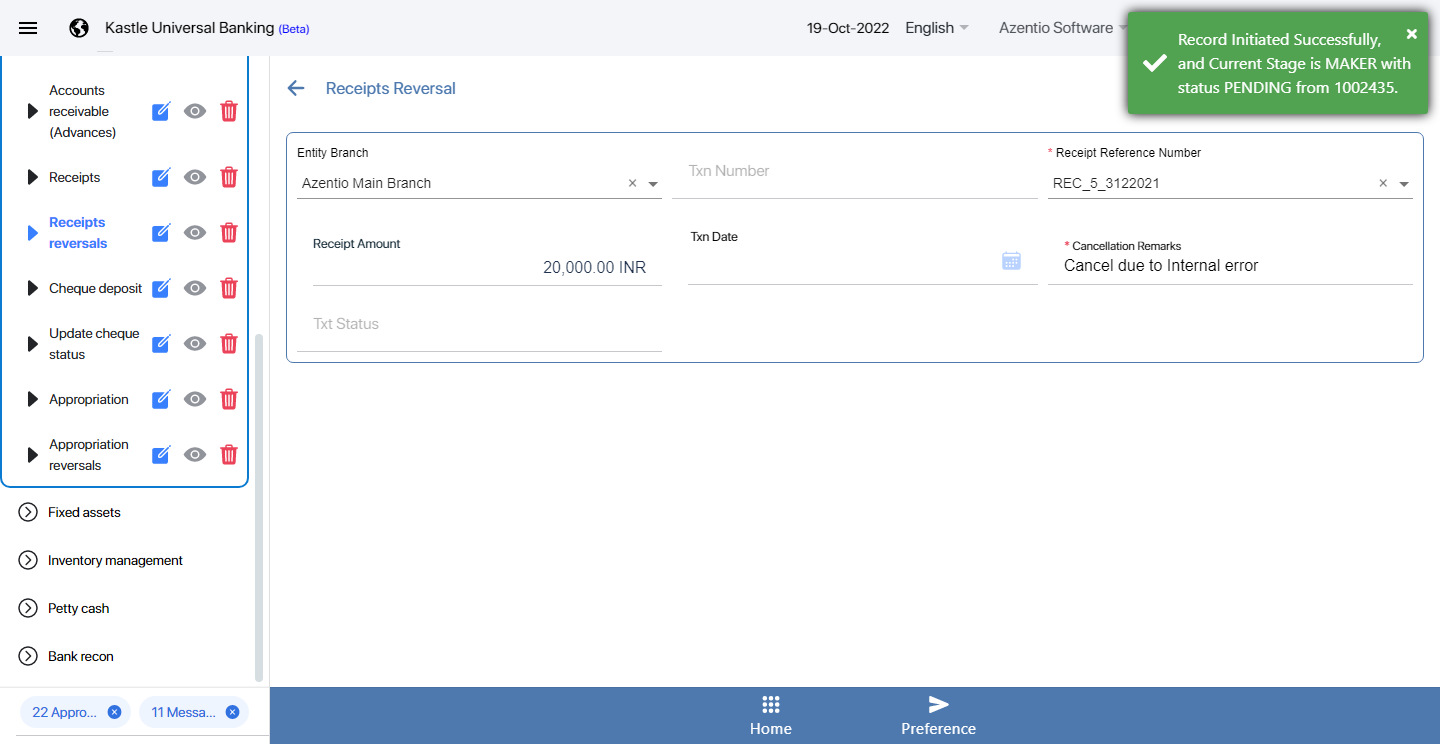 Kastle Universal Banking (Beta)
19-Oct-2022
English
Azentio Software
Record Initiated Successfully,
and Current Stage is MAKER with
status PENDING from 1002435.
Accounts
receivable
(Advances)
Receipts
Receipts
reversals
Cheque deposit
Update cheque
status
Appropriation
Appropriation
reversals
Fixed assets
Inventory management
Petty cash
Bank recon
22 Appro...
11 Messa...
Receipts Reversal
Entity Branch
Azentio Main Branch
Txn Number
* Receipt Reference Number
REC_5_3122021
Receipt Amount
20,000.00 INR
Txn Date
* Cancellation Remarks
Cancel due to Internal error
Txt Status
Home
Preference